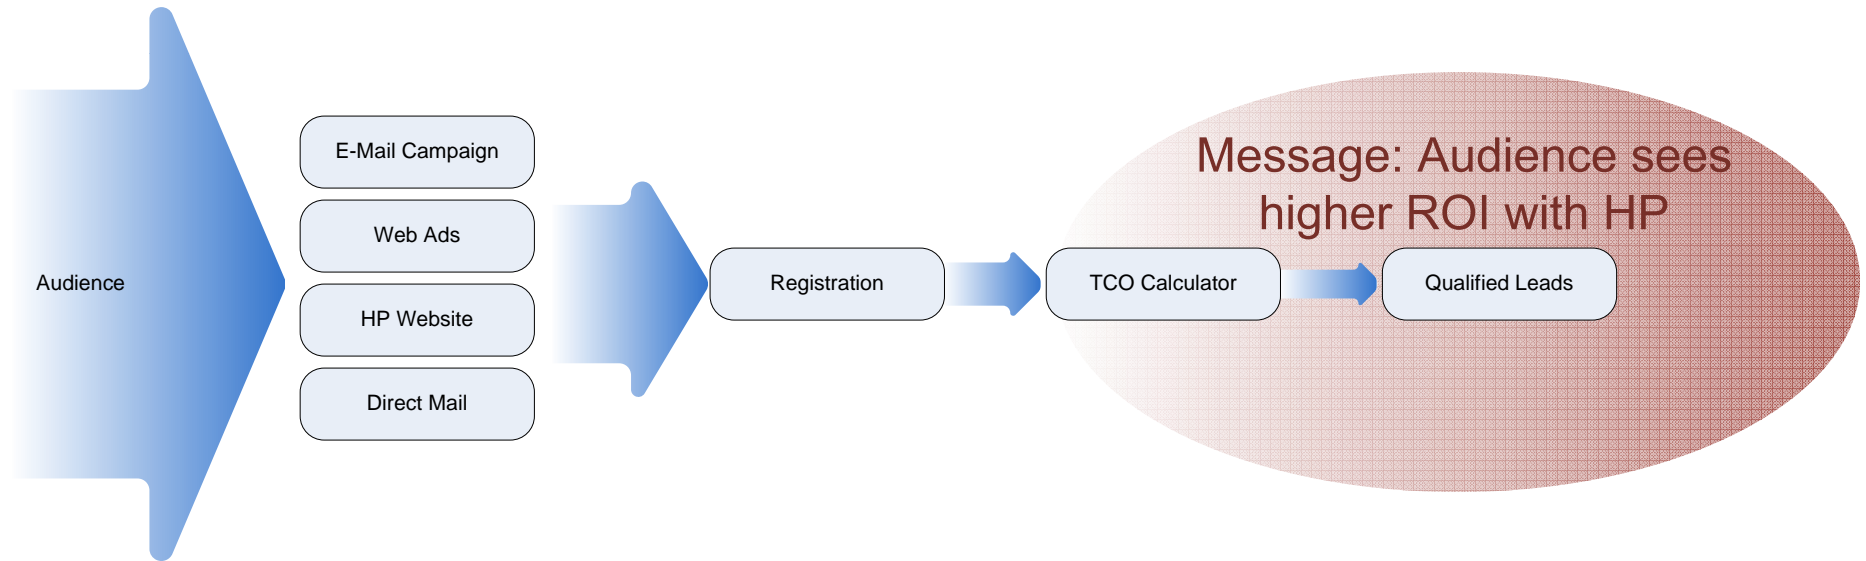 Audience
E-Mail Campaign
Web Ads
HP Website
Direct Mail
Registration
TCO Calculator
Message: Audience sees
higher ROI with HP
Qualified Leads